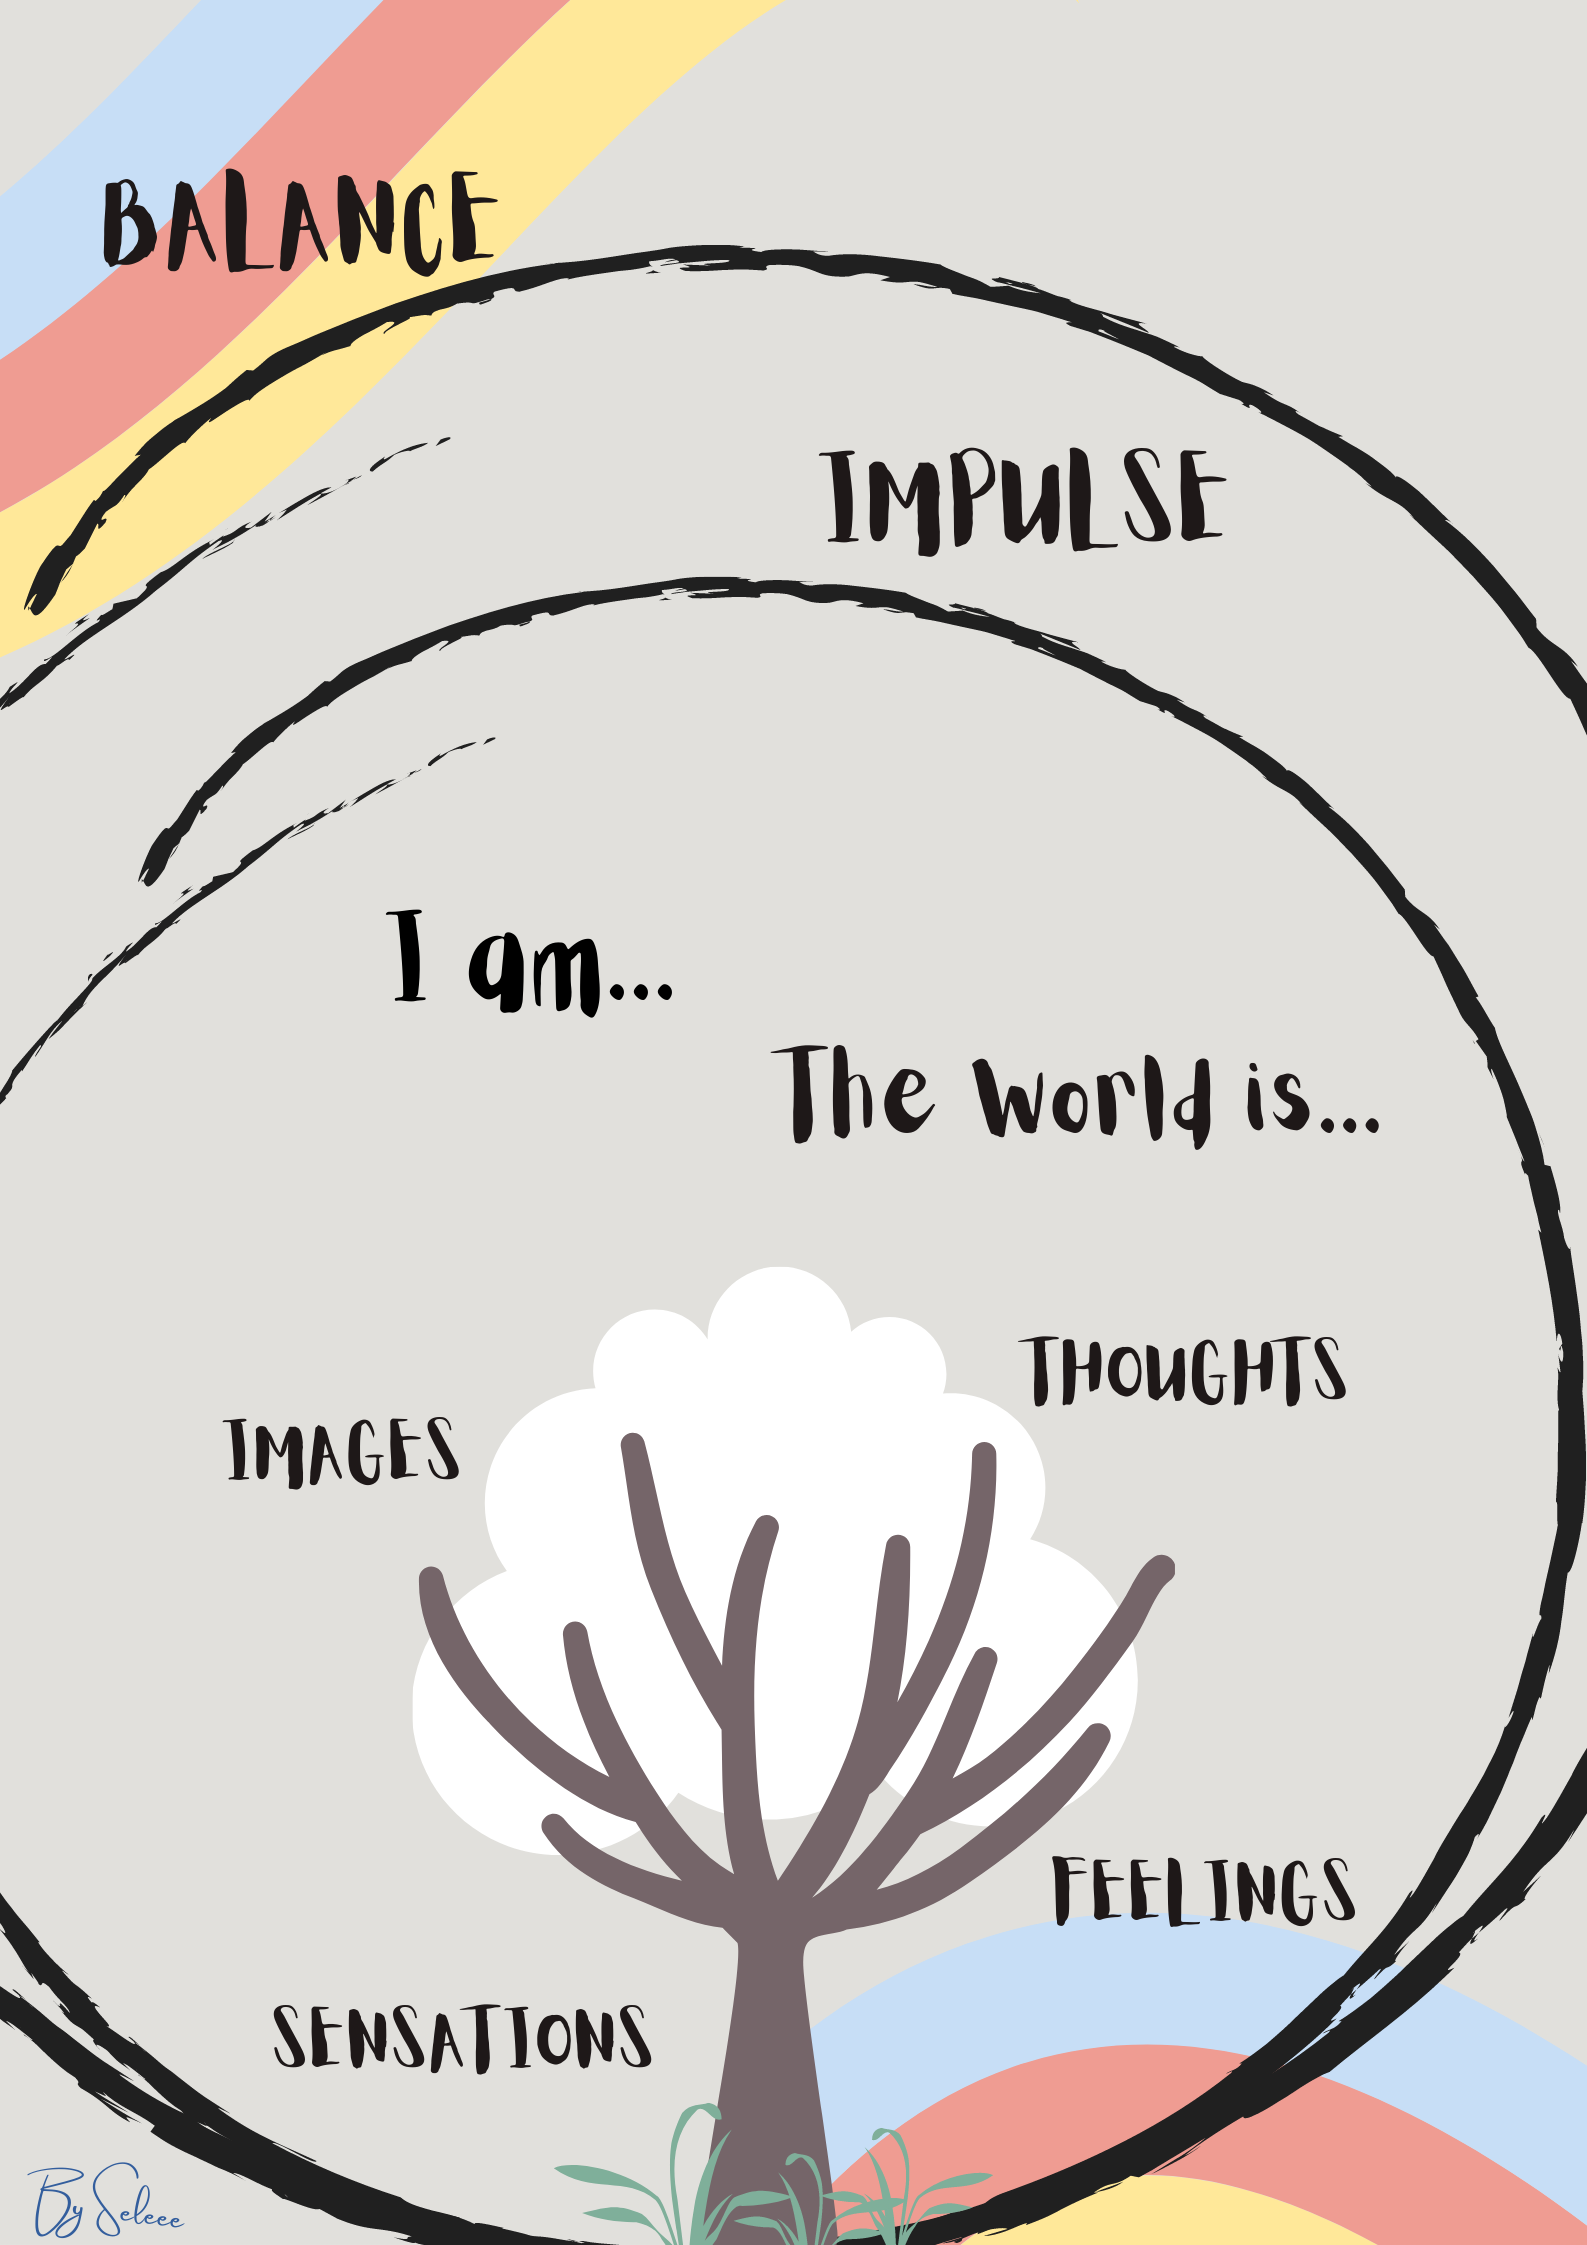 BALANCE
IMPULSE
I am...
The world is...
THOUGHTS
IMAGES
FEELINGS
SENSATIONS
By Seleee